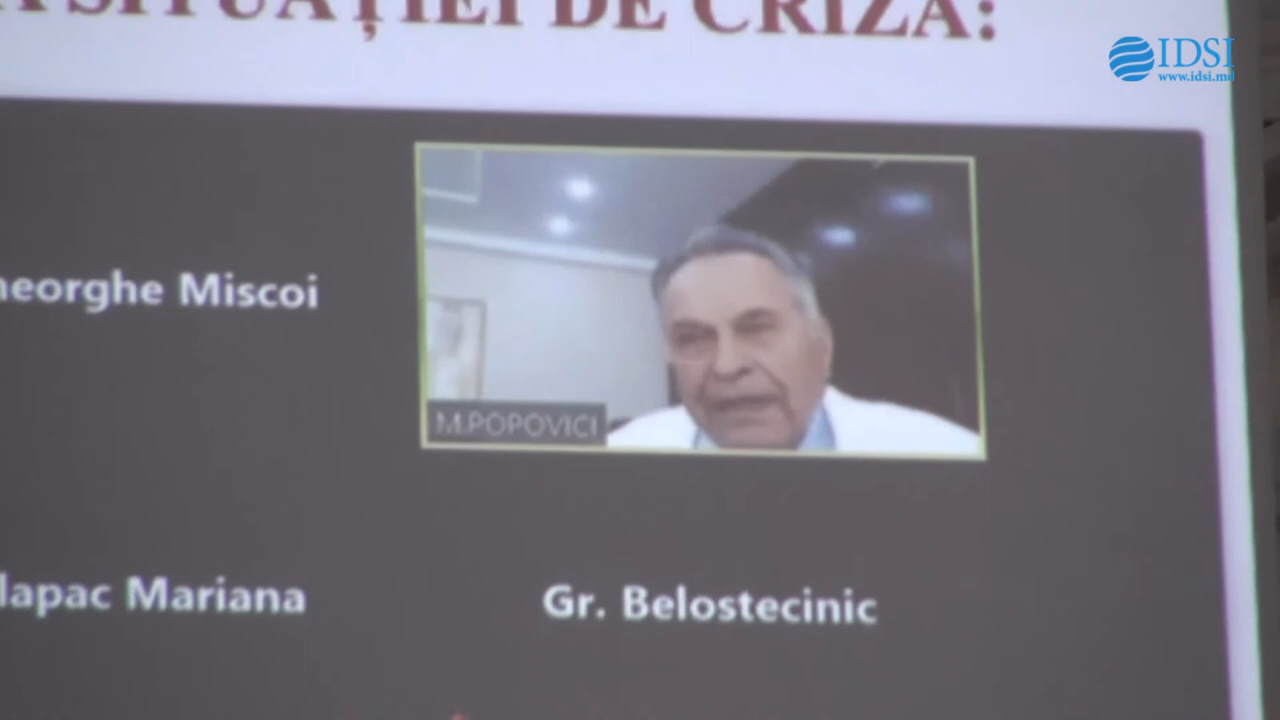 SITUAȚIEI DE CRIZĂ:
IDSI
www.idsi.md
heorghe Miscoi
M.POPOVICI
lapac Mariana
Gr. Belostecinic